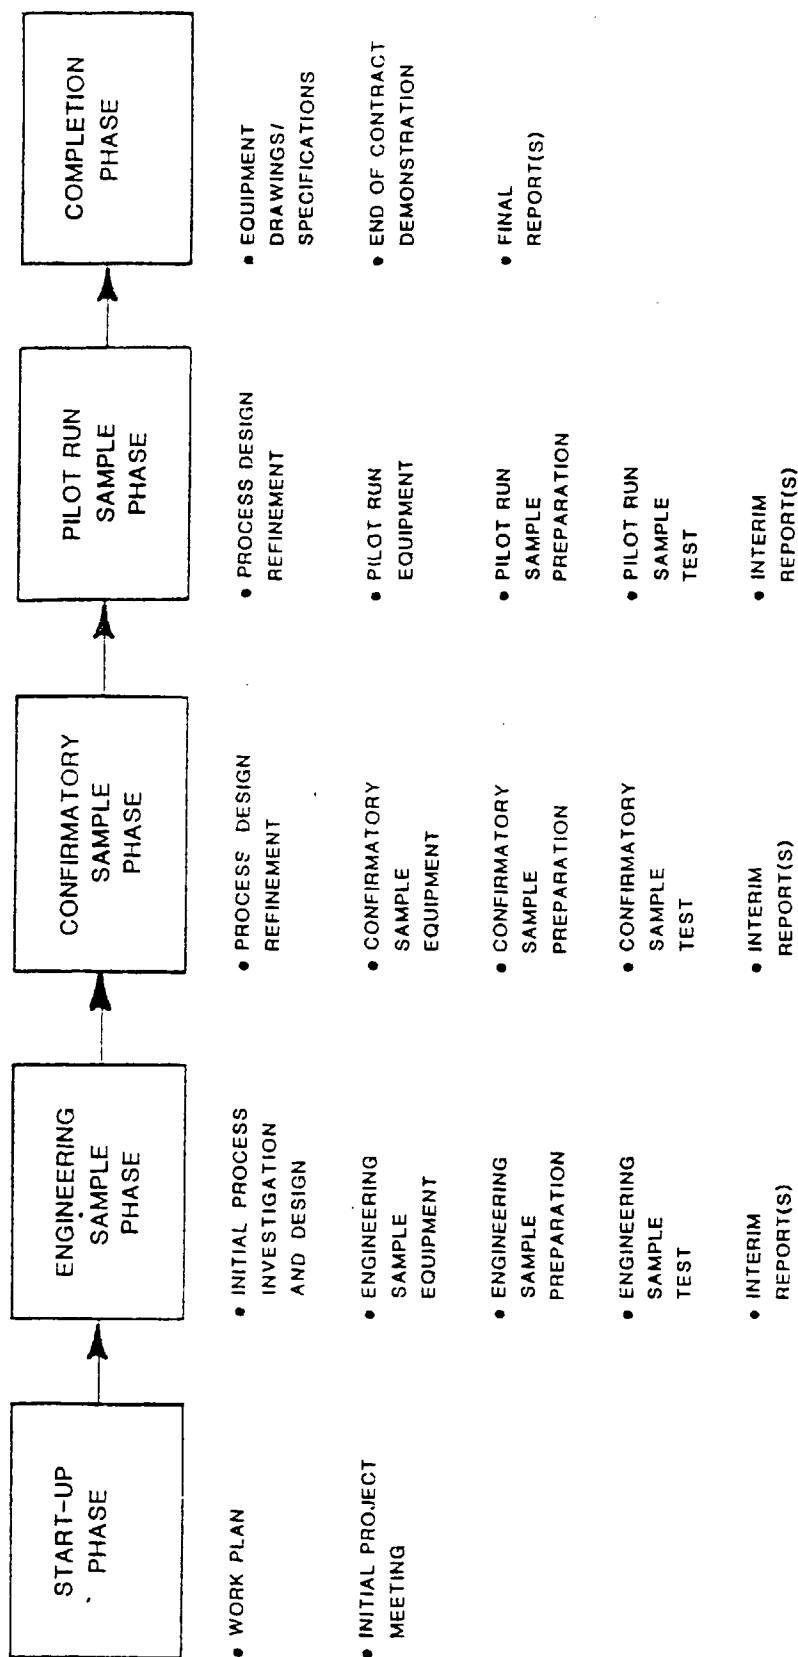 START-UP
PHASE
• WORK PLAN
• INITIAL PROJECT
MEETING
ENGINEERING
SAMPLE
PHASE
• INITIAL PROCESS
INVESTIGATION
AND DESIGN
• ENGINEERING
SAMPLE
EQUIPMENT
• ENGINEERING
SAMPLE
PREPARATION
• ENGINEERING
SAMPLE
TEST
• INTERIM
REPORT(S)
CONFIRMATORY
SAMPLE
PHASE
• PROCESS DESIGN
REFINEMENT
• CONFIRMATORY
SAMPLE
EQUIPMENT
• CONFIRMATORY
SAMPLE
PREPARATION
• CONFIRMATORY
SAMPLE
TEST
• INTERIM
REPORT(S)
PILOT RUN
SAMPLE
PHASE
• PROCESS DESIGN
REFINEMENT
• PILOT RUN
EQUIPMENT
• PILOT RUN
SAMPLE
PREPARATION
• PILOT RUN
SAMPLE
TEST
• INTERIM
REPORT(S)
COMPLETION
PHASE
• EQUIPMENT
DRAWINGS/
SPECIFICATIONS
• END OF CONTRACT
DEMONSTRATION
• FINAL
REPORT(S)